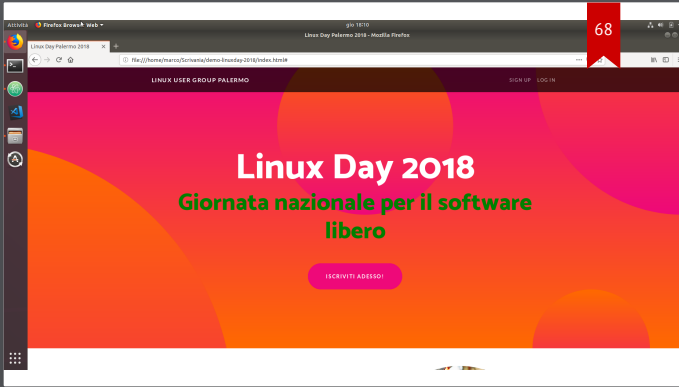 68
Attività Firefox Browser Web gio 18:10
Linux Day Palermo 2018 - Mozilla Firefox
Linux Day Palermo 2018
file:///home/marco/Scrivania/demo-linuxday-2018/index.html#
LINUX USER GROUP PALERMO SIGN UP LOG IN
Linux Day 2018
Giornata nazionale per il software
libero
ISCRIVITI ADESSO!